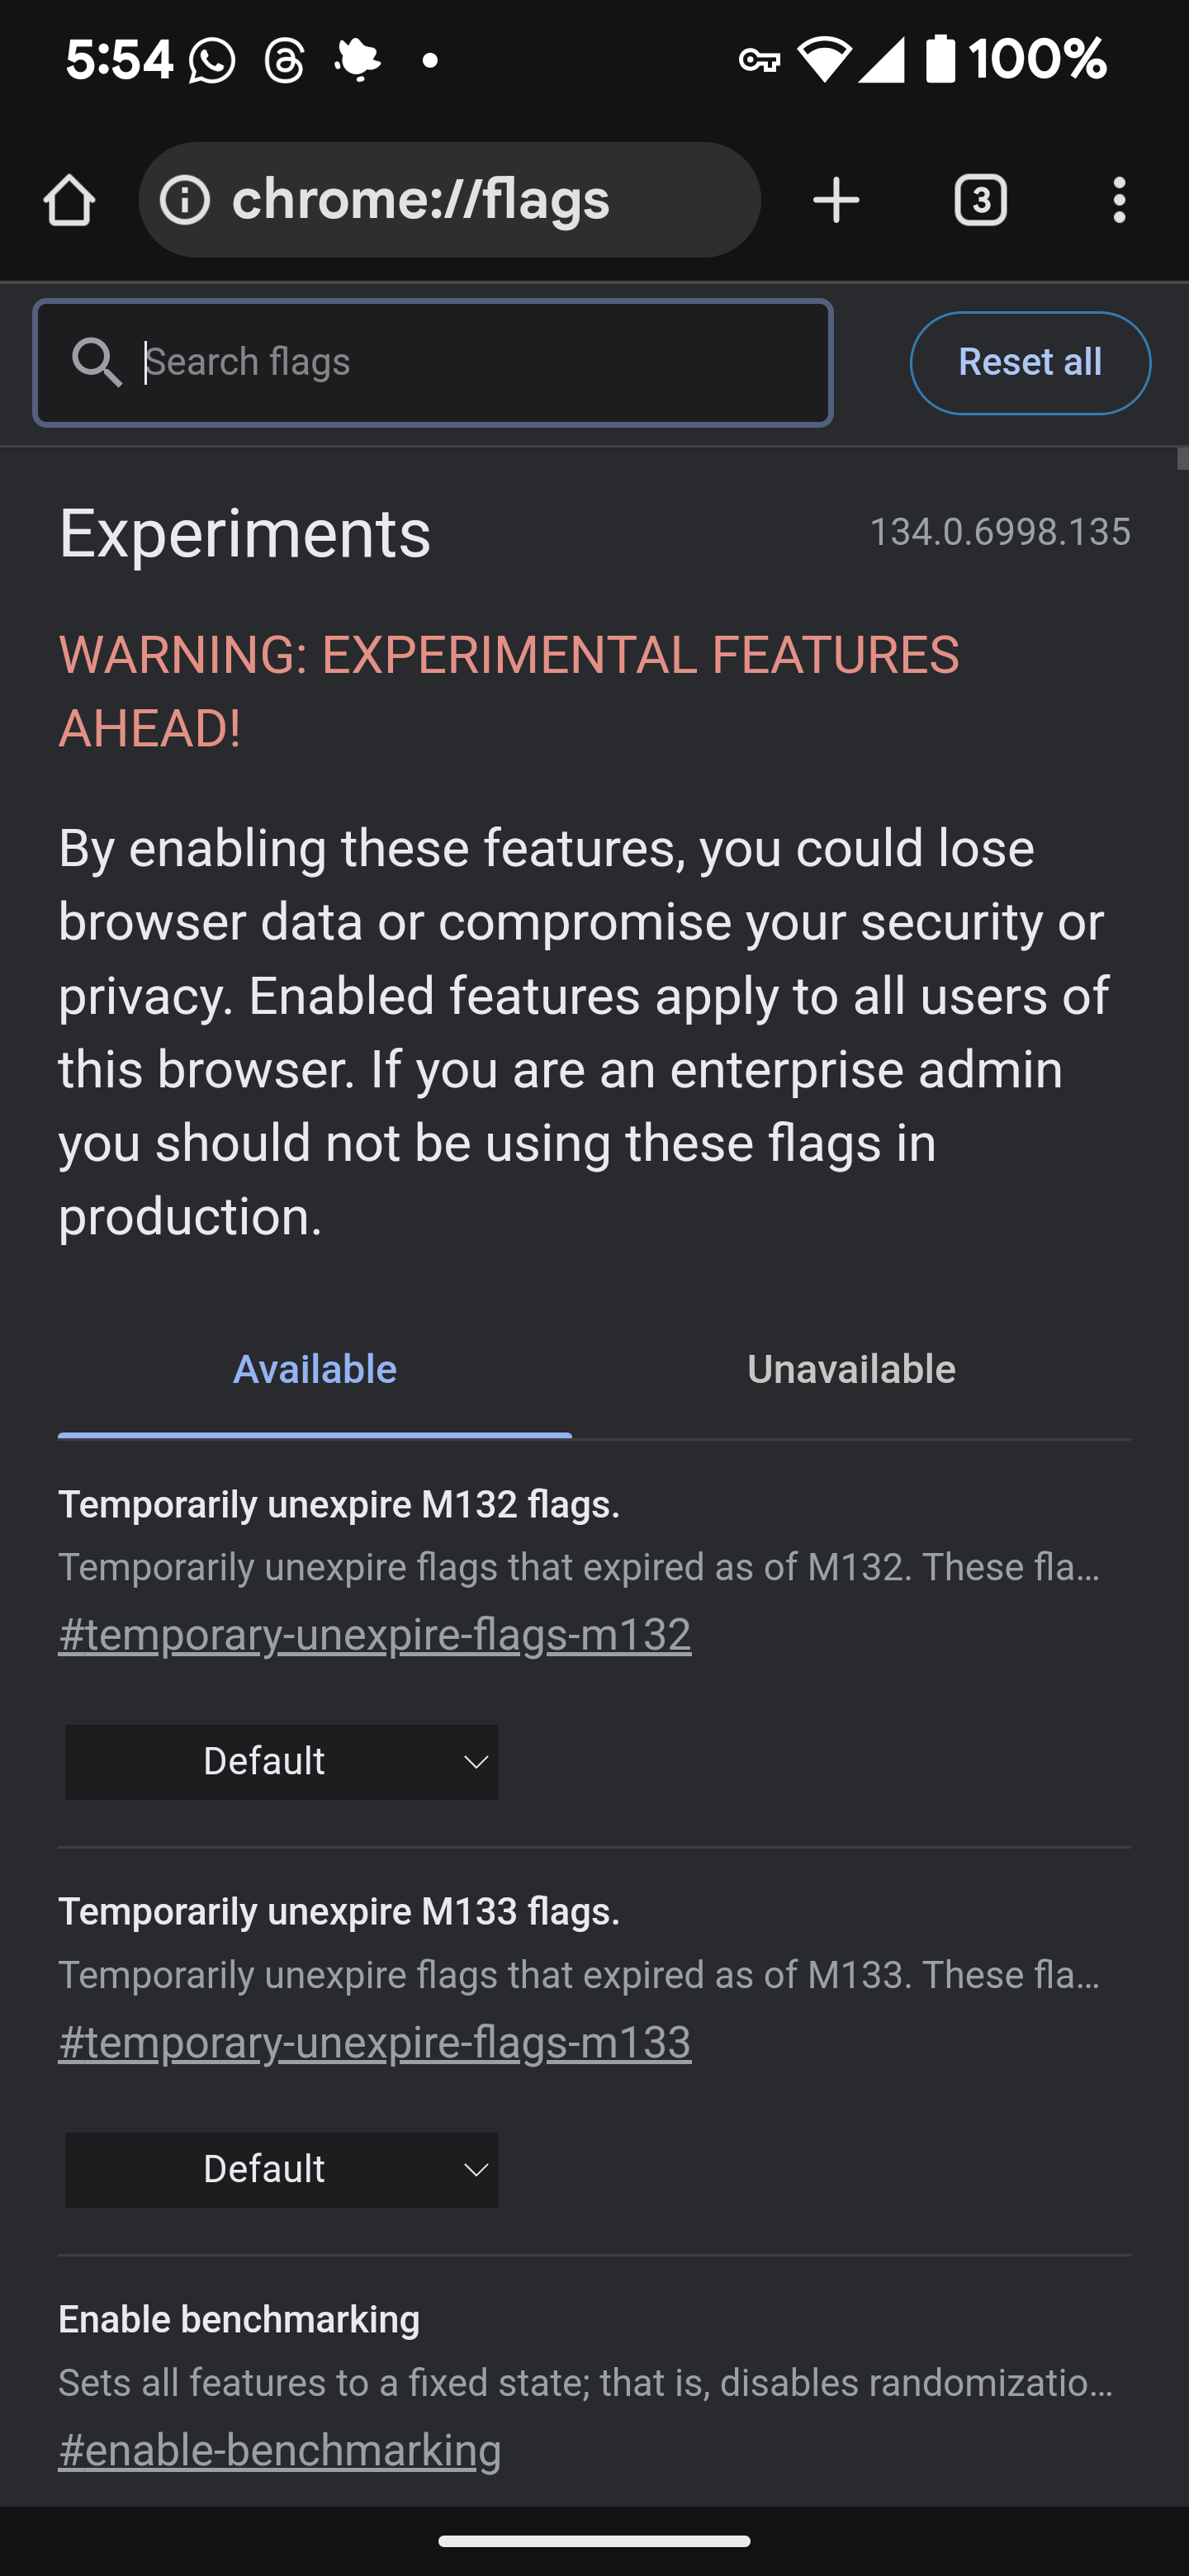 5:54
100%
chrome://flags
3
Search flags
Reset all
Experiments
134.0.6998.135
WARNING: EXPERIMENTAL FEATURES
AHEAD!
By enabling these features, you could lose
browser data or compromise your security or
privacy. Enabled features apply to all users of
this browser. If you are an enterprise admin
you should not be using these flags in
production.
Available
Unavailable
Temporarily unexpire M132 flags.
Temporarily unexpire flags that expired as of M132. These fla...
#temporary-unexpire-flags-m132
Default
Temporarily unexpire M133 flags.
Temporarily unexpire flags that expired as of M133. These fla...
#temporary-unexpire-flags-m133
Default
Enable benchmarking
Sets all features to a fixed state; that is, disables randomizatio...
#enable-benchmarking